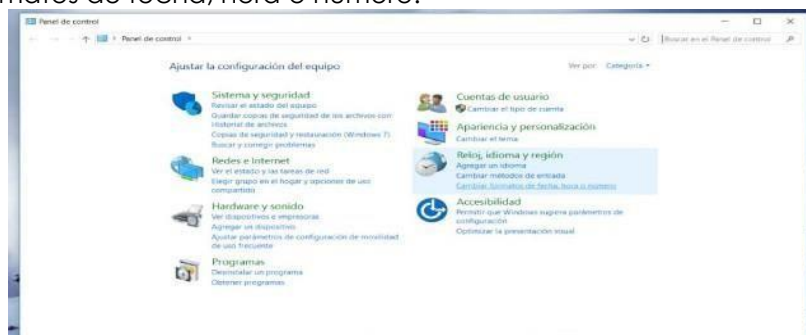 matos de fecha, hora o número.
Panel de control
Panel de control
Buscar en el Panel de control
Ajustar la configuración del equipo
Ver por: Categoría
Sistema y seguridad
Revisar el estado del equipo
Guardar copias de seguridad de los archivos con
Historial de archivos
Copias de seguridad y restauración (Windows 7)
Buscar y corregir problemas
Redes e Internet
Ver el estado y las tareas de red
Elegir grupo en el hogar y opciones de uso
compartido
Hardware y sonido
Ver dispositivos e impresoras
Agregar un dispositivo
Ajustar parámetros de configuración de movilidad
de uso frecuente
Programas
Desinstalar un programa
Obtener programas
Cuentas de usuario
Cambiar el tipo de cuenta
Apariencia y personalización
Cambiar el tema
Reloj, idioma y región
Agregar un idioma
Cambiar métodos de entrada
Cambiar formatos de fecha, hora o número
Accesibilidad
Permitir que Windows sugiera parámetros de
configuración
Optimizar la presentación visual